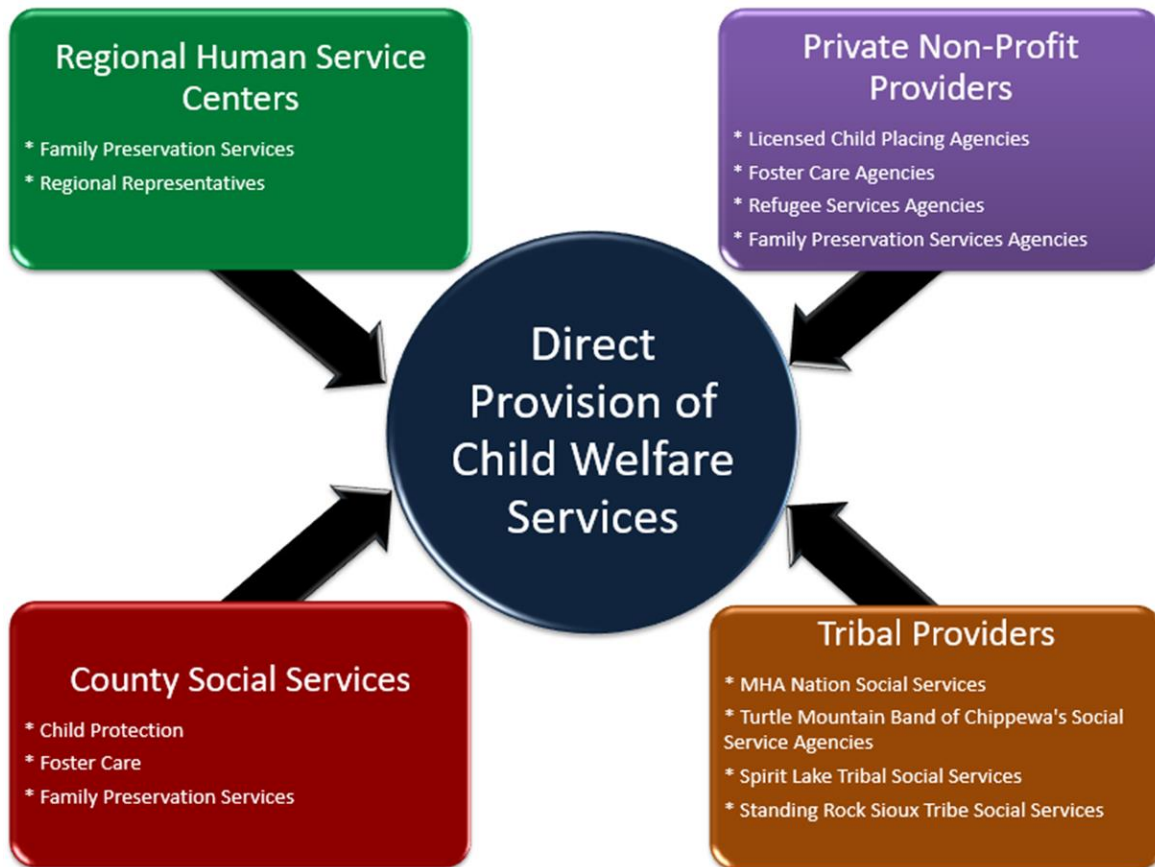 Regional Human Service
Centers
* Family Preservation Services
* Regional Representatives
Private Non-Profit
Providers
* Licensed Child Placing Agencies
* Foster Care Agencies
* Refugee Services Agencies
* Family Preservation Services Agencies
Direct
Provision of
Child Welfare
Services
County Social Services
* Child Protection
* Foster Care
* Family Preservation Services
Tribal Providers
* MHA Nation Social Services
* Turtle Mountain Band of Chippewa's Social
Service Agencies
* Spirit Lake Tribal Social Services
* Standing Rock Sioux Tribe Social Services